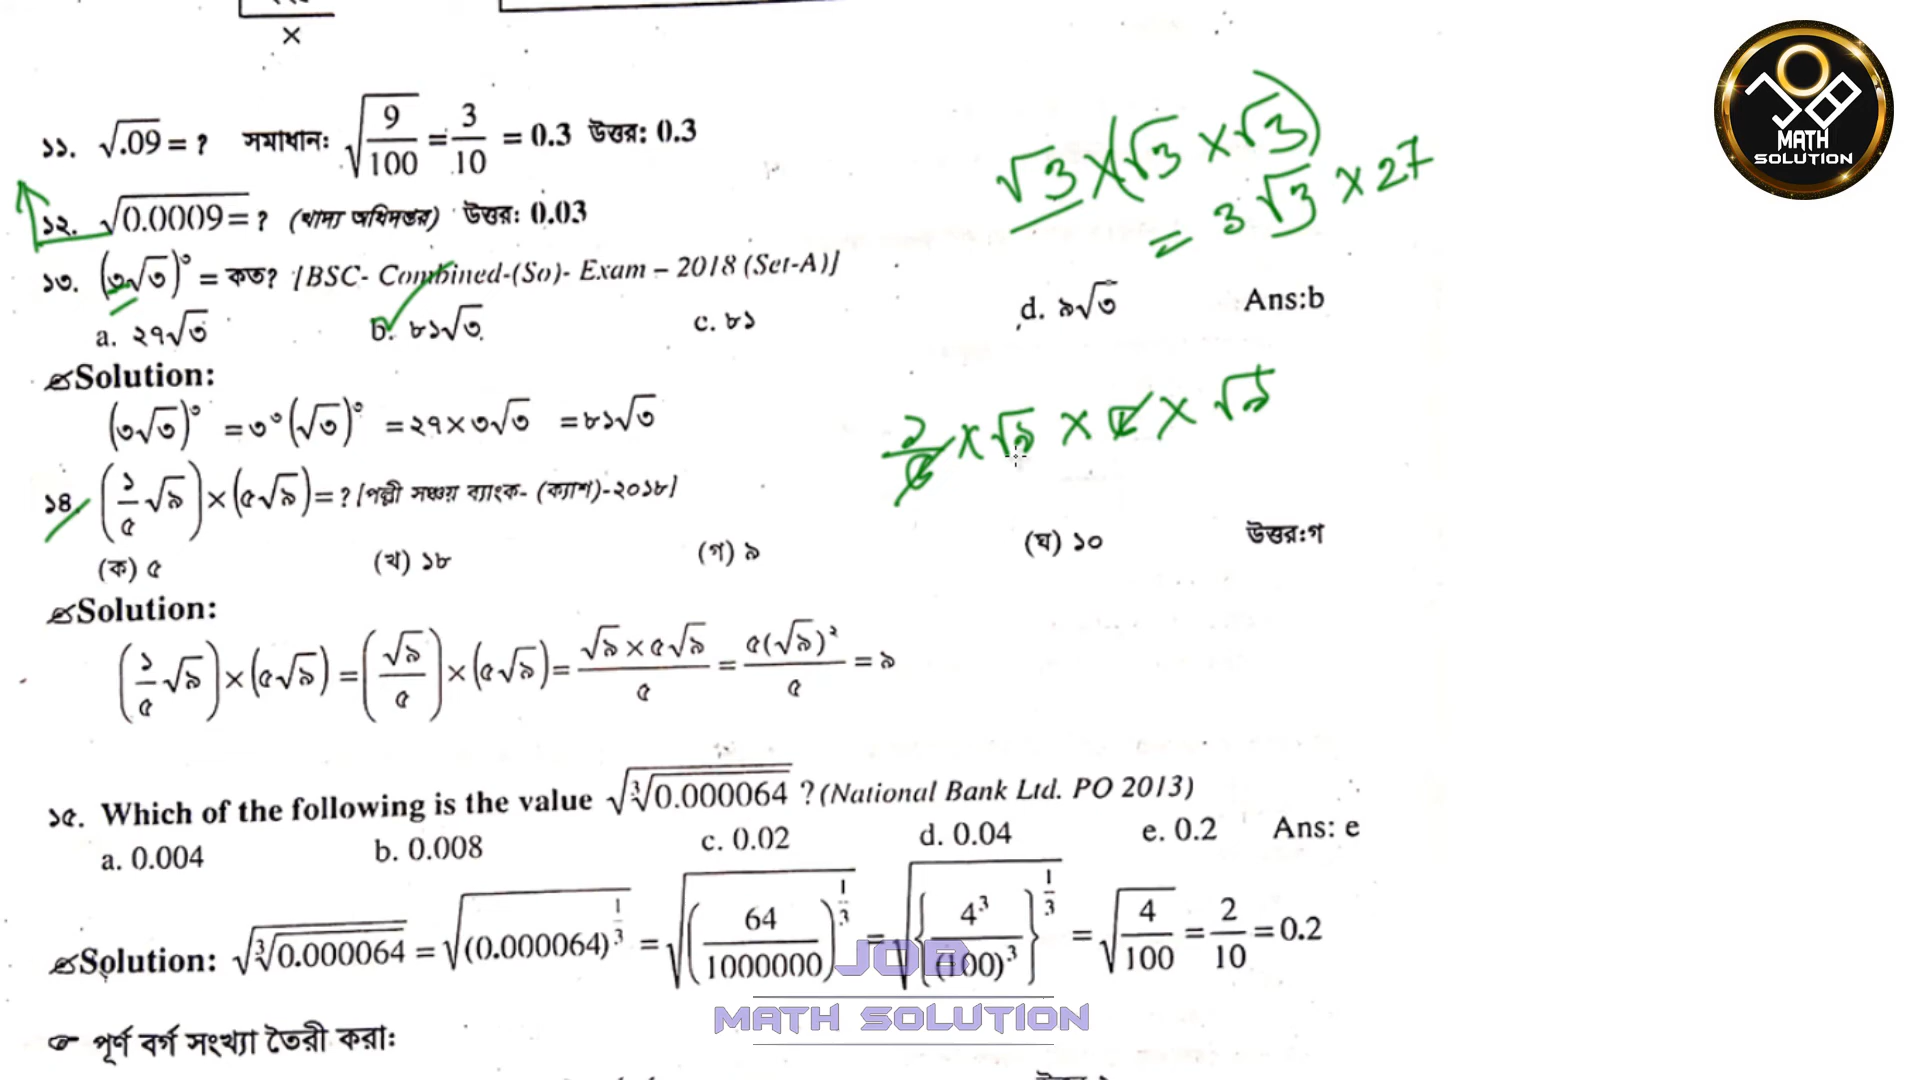 ×
JOB
MATH
SOLUTION
১১. √.09 = ? সমাধানঃ √(9/100) = 3/10 = 0.3 উত্তর: 0.3
√3 × (√3 × √3)
= 3√3 × 27
১২. √0.0009 = ? (থাম্য অধিদপ্তর) উত্তর: 0.03
১৩. (৩√৩)³ = কত? [BSC- Combined-(So)- Exam – 2018 (Set-A)]
a. ২৭√৩ b. ৮১√৩ c. ৮১ d. ৯√৩ Ans:b
Solution:
(৩√৩)³ = ৩³(√৩)³ = ২৭×৩√৩ = ৮১√৩
১/৫ × √৯ × ৫ × √৯
১৪. (১/৫ √৯) × (৫√৯) = ? [পল্লী সঞ্চয় ব্যাংক- (ক্যাশ)-২০১৮]
(ক) ৫ (খ) ১৮ (গ) ৯ (ঘ) ১০ উত্তর:গ
Solution:
(১/৫ √৯) × (৫√৯) = (√৯/৫) × (৫√৯) = (√৯ × ৫√৯)/৫ = ৫(√৯)²/৫ = ৯
১৫. Which of the following is the value √(∛0.000064) ? (National Bank Ltd. PO 2013)
a. 0.004 b. 0.008 c. 0.02 d. 0.04 e. 0.2 Ans: e
Solution: √(∛0.000064) = √((0.000064)^(1/3)) = √((64/1000000)^(1/3)) = √({4³/(100)³}^(1/3)) = √(4/100) = 2/10 = 0.2
JOB
MATH SOLUTION
☞ পূর্ণ বর্গ সংখ্যা তৈরী করা: